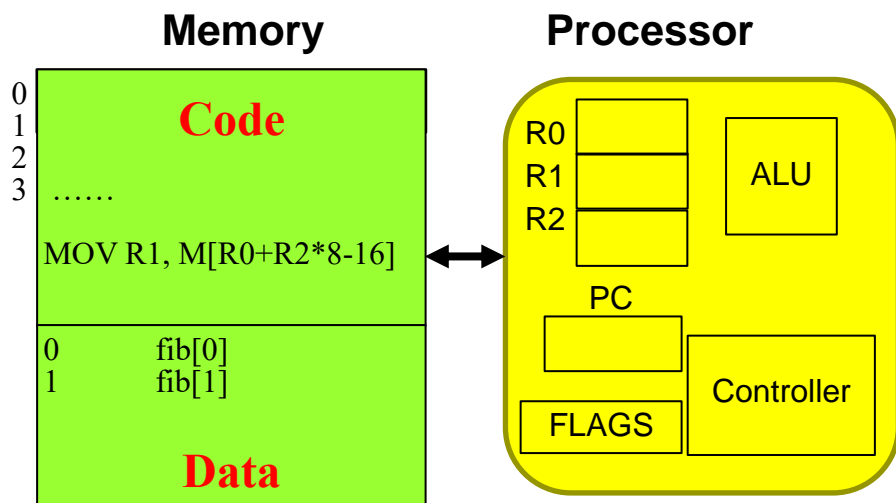 Memory
Processor
0
1
2
3
Code
……
MOV R1, M[R0+R2*8-16]
0 fib[0]
1 fib[1]
Data
R0
R1
R2
ALU
PC
Controller
FLAGS